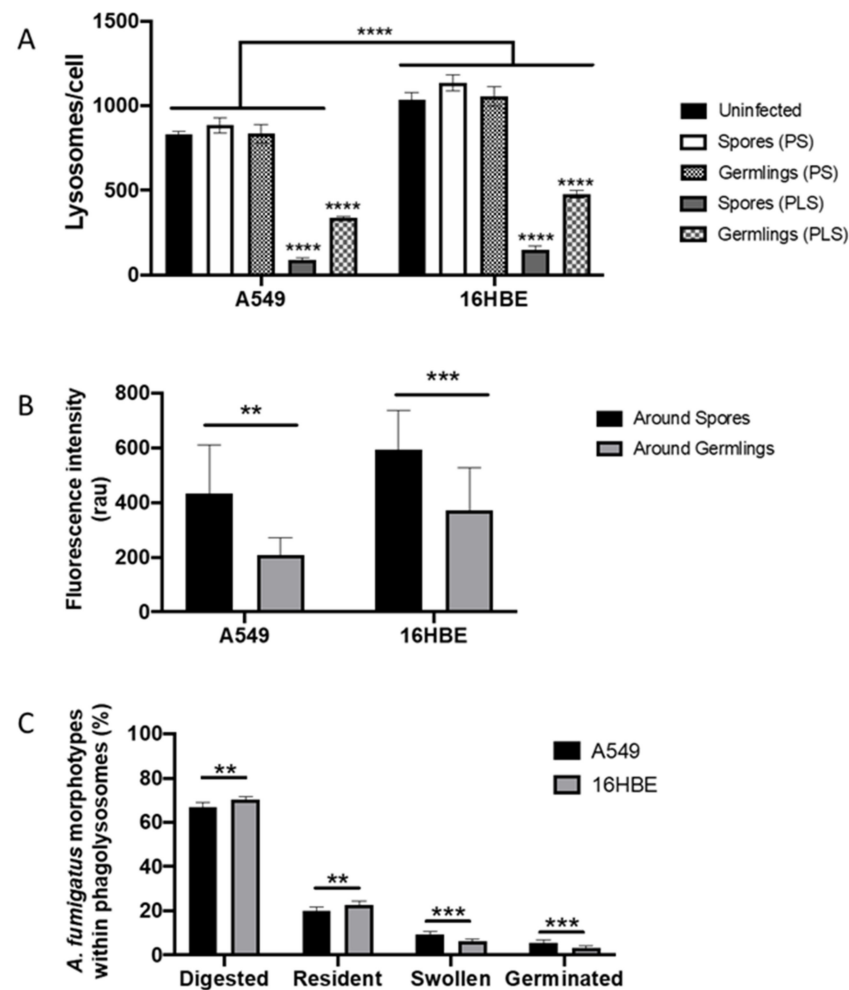 A
Lysosomes/cell
1500
1000
500
0
****
****
****
****
****
A549
16HBE
Uninfected
Spores (PS)
Germlings (PS)
Spores (PLS)
Germlings (PLS)
B
Fluorescence intensity
(rau)
800
600
400
200
0
**
***
A549
16HBE
Around Spores
Around Germlings
C
A. fumigatus morphotypes
within phagolysosomes (%)
100
80
60
40
20
0
**
**
***
***
Digested
Resident
Swollen
Germinated
A549
16HBE